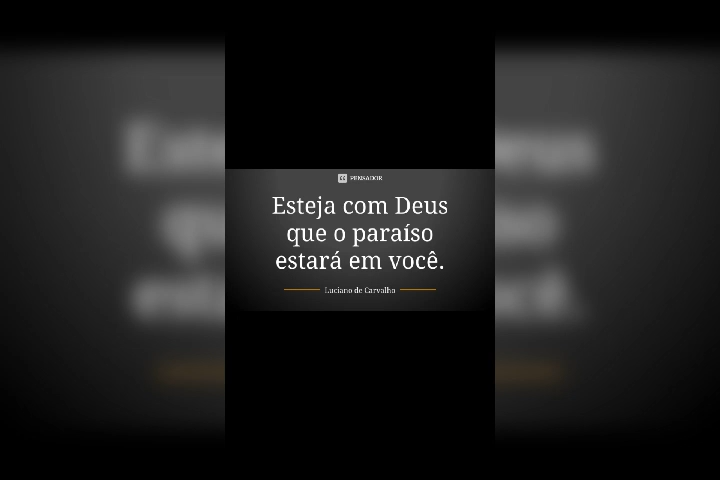 PENSADOR
Esteja com Deus
que o paraíso
estará em você.
Luciano de Carvalho